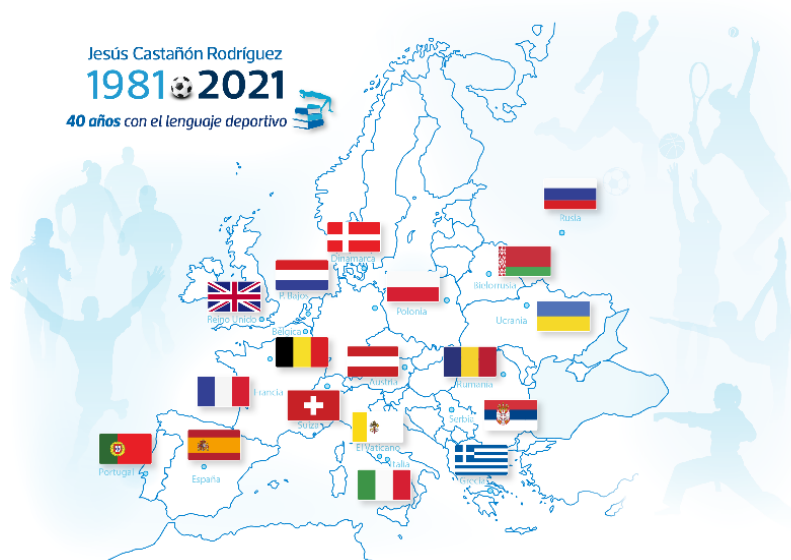 Jesús Castañón Rodríguez
1981 2021
40 años con el lenguaje deportivo
Rusia
Dinamarca
Bielorrusia
P. Bajos
Polonia
Reino Unido
Ucrania
Bélgica
Austria
Rumania
Francia
Suiza
Serbia
El Vaticano
Italia
Portugal
España
Grecia